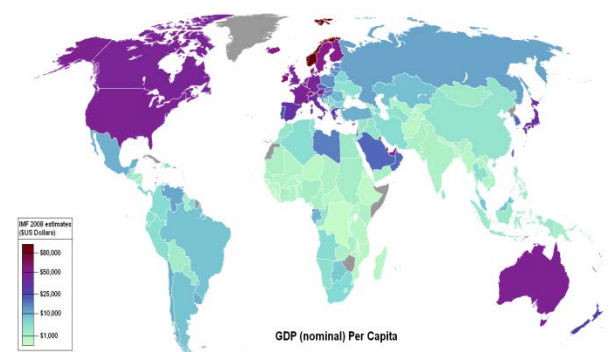 IMF 2008 estimates
($US Dollars)
$80,000
$50,000
$25,000
$10,000
$1,000
GDP (nominal) Per Capita